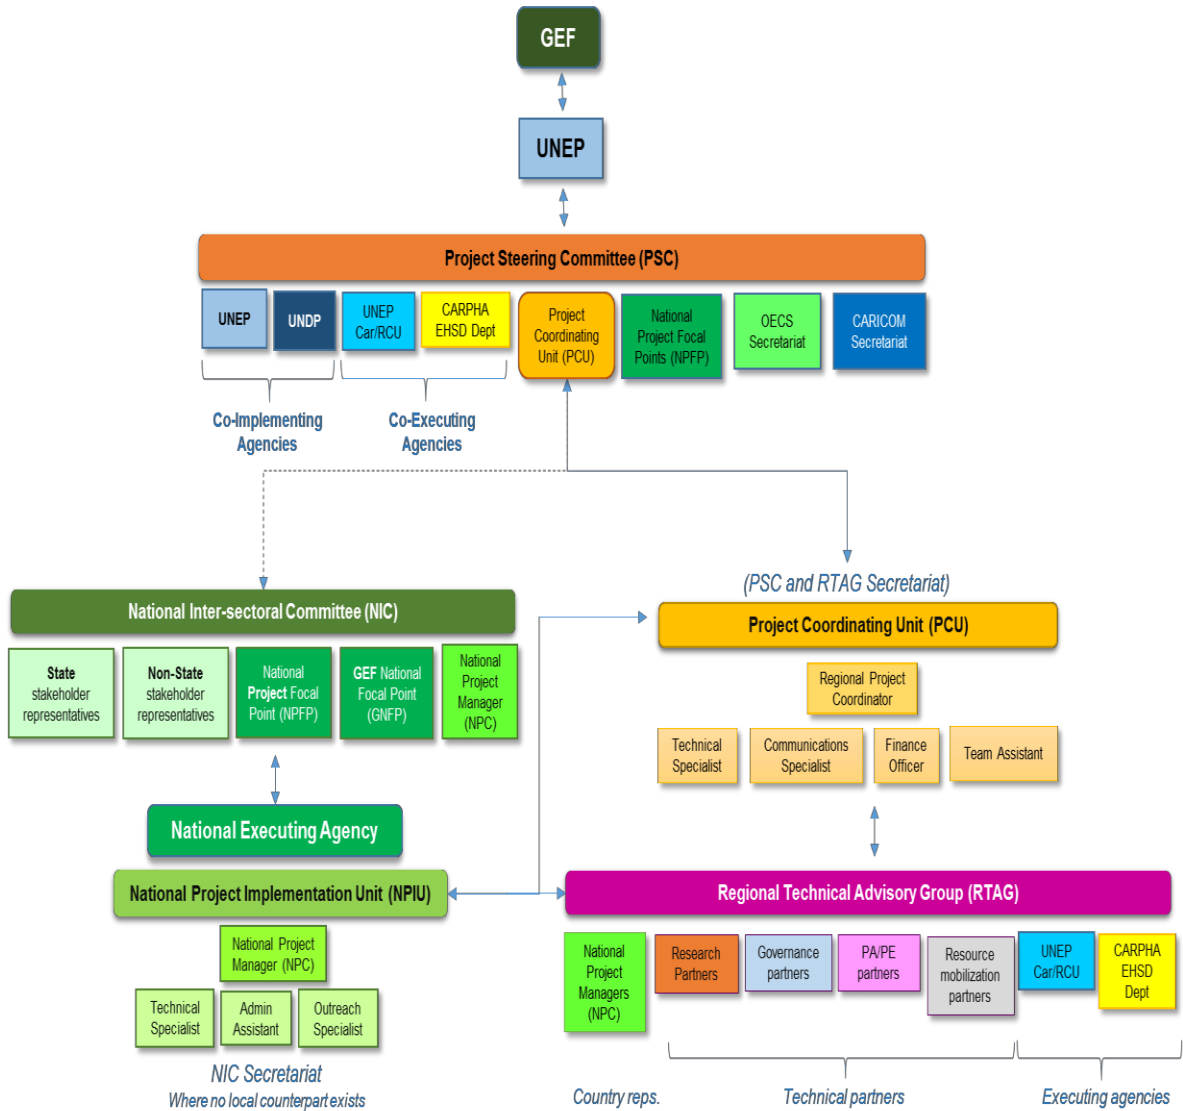 GEF
UNEP
Project Steering Committee (PSC)
UNEP
UNDP
UNEP
Car/RCU
CARPHA
EHSD Dept
Project
Coordinating
Unit (PCU)
National
Project Focal
Points (NPFP)
OECS
Secretariat
CARICOM
Secretariat
Co-Implementing
Agencies
Co-Executing
Agencies
National Inter-sectoral Committee (NIC)
State
stakeholder
representatives
Non-State
stakeholder
representatives
National
Project Focal
Point (NPFP)
GEF National
Focal Point
(GNFP)
National
Project
Manager
(NPC)
National Executing Agency
National Project Implementation Unit (NPIU)
National Project
Manager (NPC)
Technical
Specialist
Admin
Assistant
Outreach
Specialist
NIC Secretariat
Where no local counterpart exists
(PSC and RTAG Secretariat)
Project Coordinating Unit (PCU)
Regional Project
Coordinator
Technical
Specialist
Communications
Specialist
Finance
Officer
Team Assistant
Regional Technical Advisory Group (RTAG)
National
Project
Managers
(NPC)
Research
Partners
Governance
partners
PA/PE
partners
Resource
mobilization
partners
UNEP
Car/RCU
CARPHA
EHSD
Dept
Country reps.
Technical partners
Executing agencies